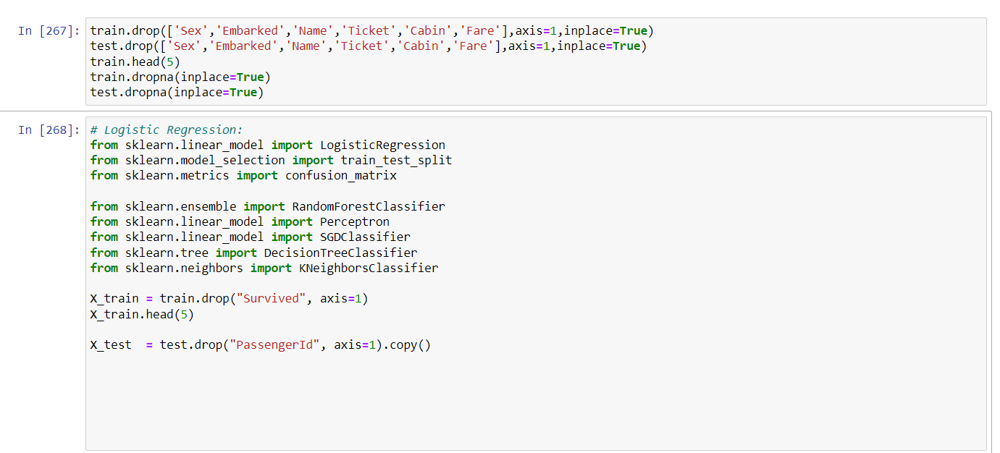 In [267]: train.drop(['Sex','Embarked','Name','Ticket','Cabin','Fare'],axis=1,inplace=True)
test.drop(['Sex','Embarked','Name','Ticket','Cabin','Fare'],axis=1,inplace=True)
train.head(5)
train.dropna(inplace=True)
test.dropna(inplace=True)
In [268]: # Logistic Regression:
from sklearn.linear_model import LogisticRegression
from sklearn.model_selection import train_test_split
from sklearn.metrics import confusion_matrix
from sklearn.ensemble import RandomForestClassifier
from sklearn.linear_model import Perceptron
from sklearn.linear_model import SGDClassifier
from sklearn.tree import DecisionTreeClassifier
from sklearn.neighbors import KNeighborsClassifier
X_train = train.drop("Survived", axis=1)
X_train.head(5)
X_test  = test.drop("PassengerId", axis=1).copy()